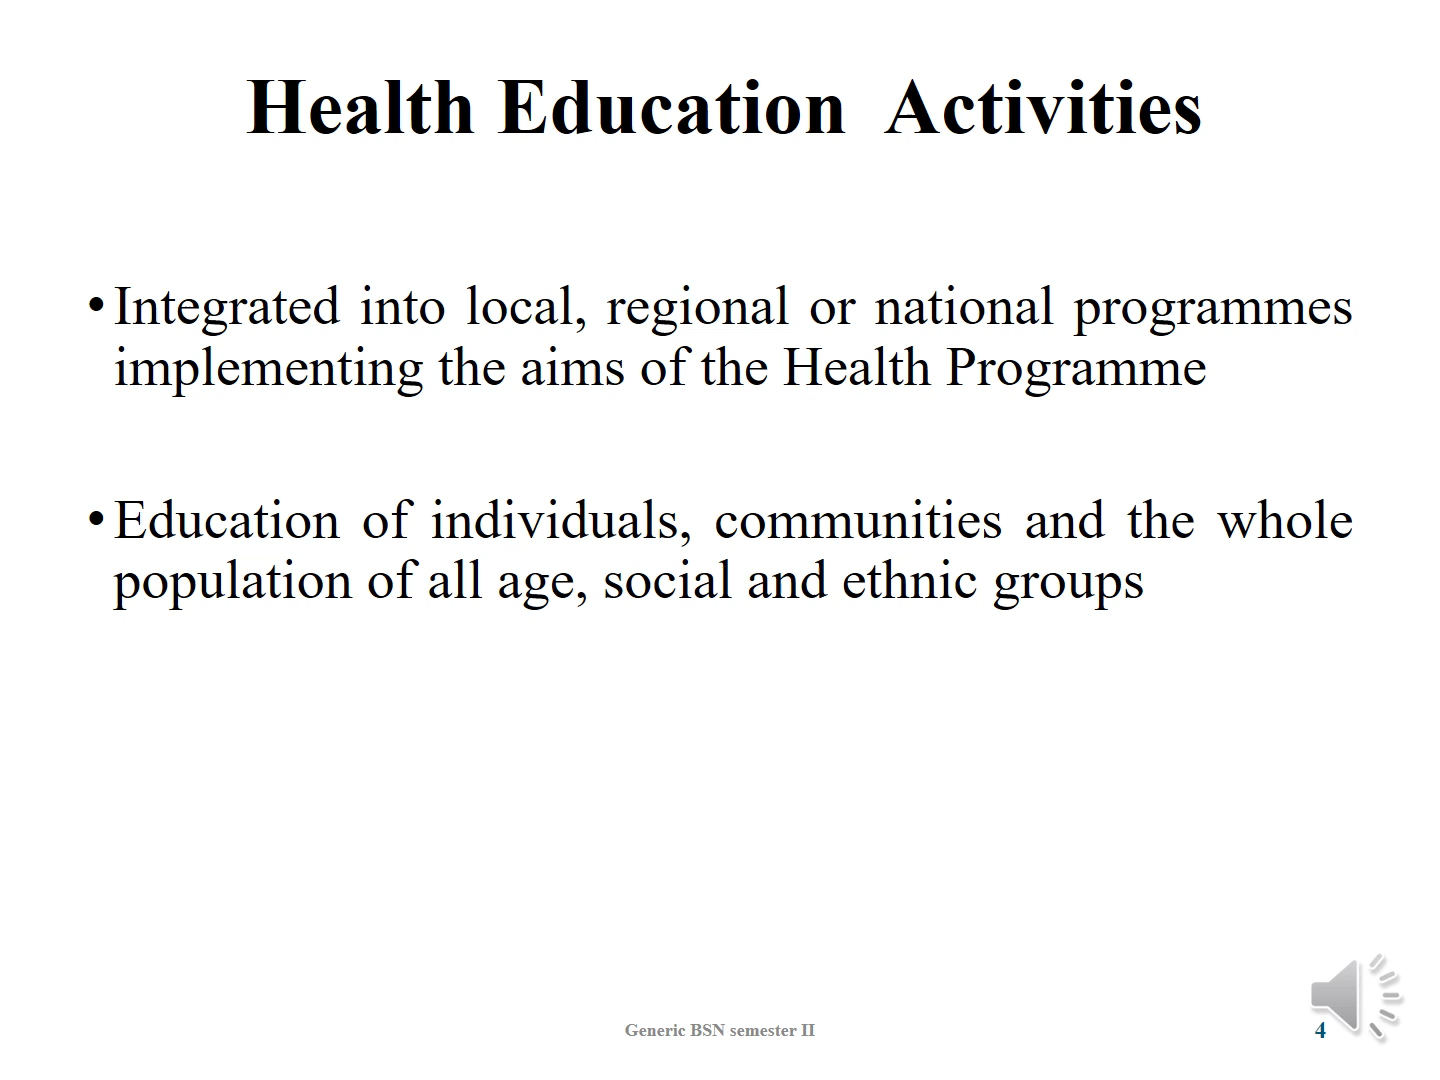 Health Education  Activities
• Integrated into local, regional or national programmes
implementing the aims of the Health Programme
• Education of individuals, communities and the whole
population of all age, social and ethnic groups
Generic BSN semester II
4